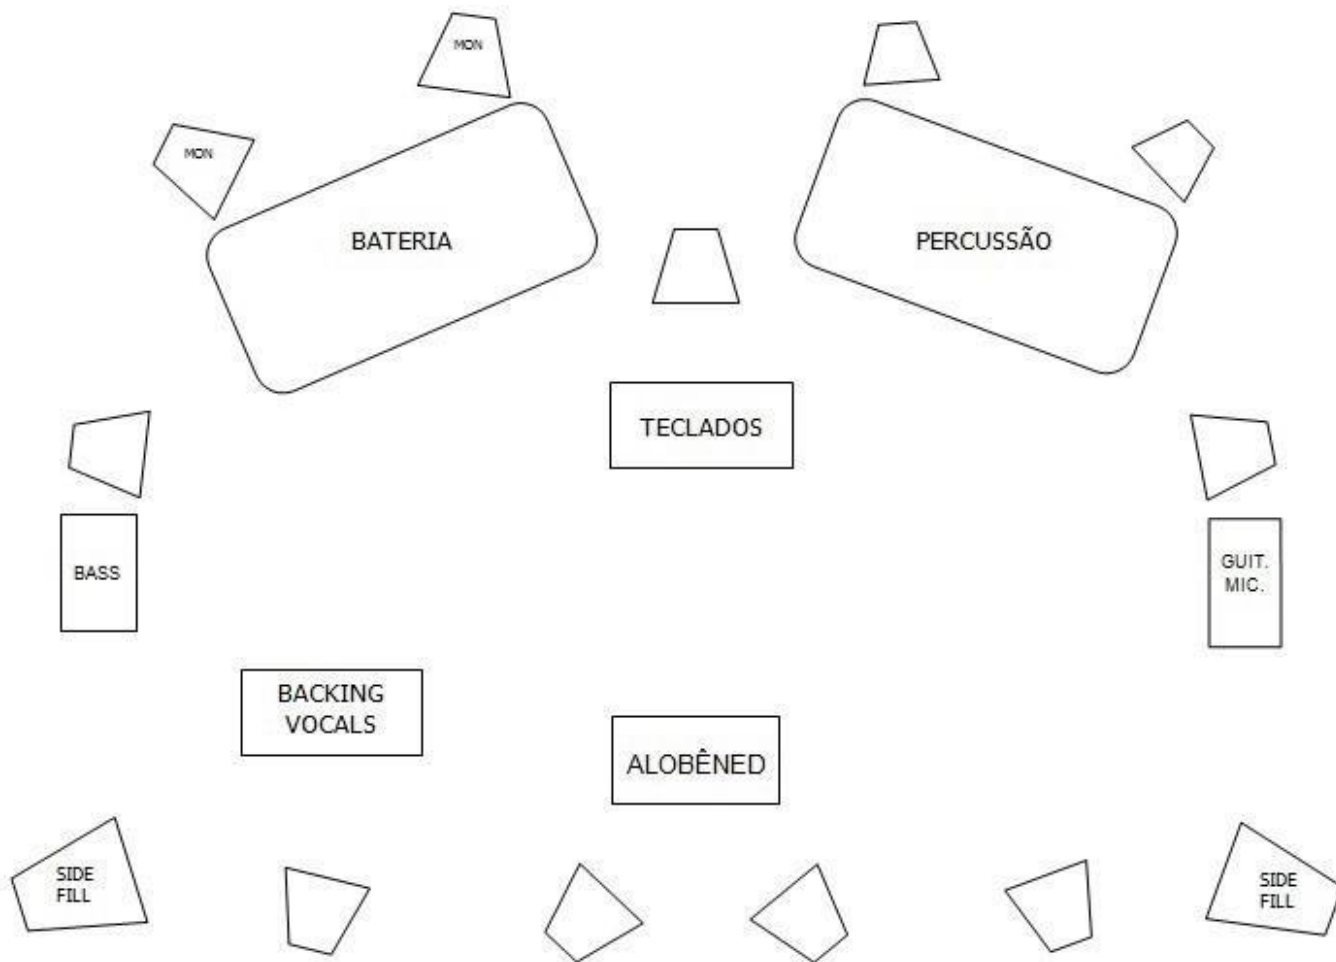 MON
MON
BATERIA
PERCUSSÃO
TECLADOS
BASS
GUIT.
MIC.
BACKING
VOCALS
ALOBÊNED
SIDE
FILL
SIDE
FILL